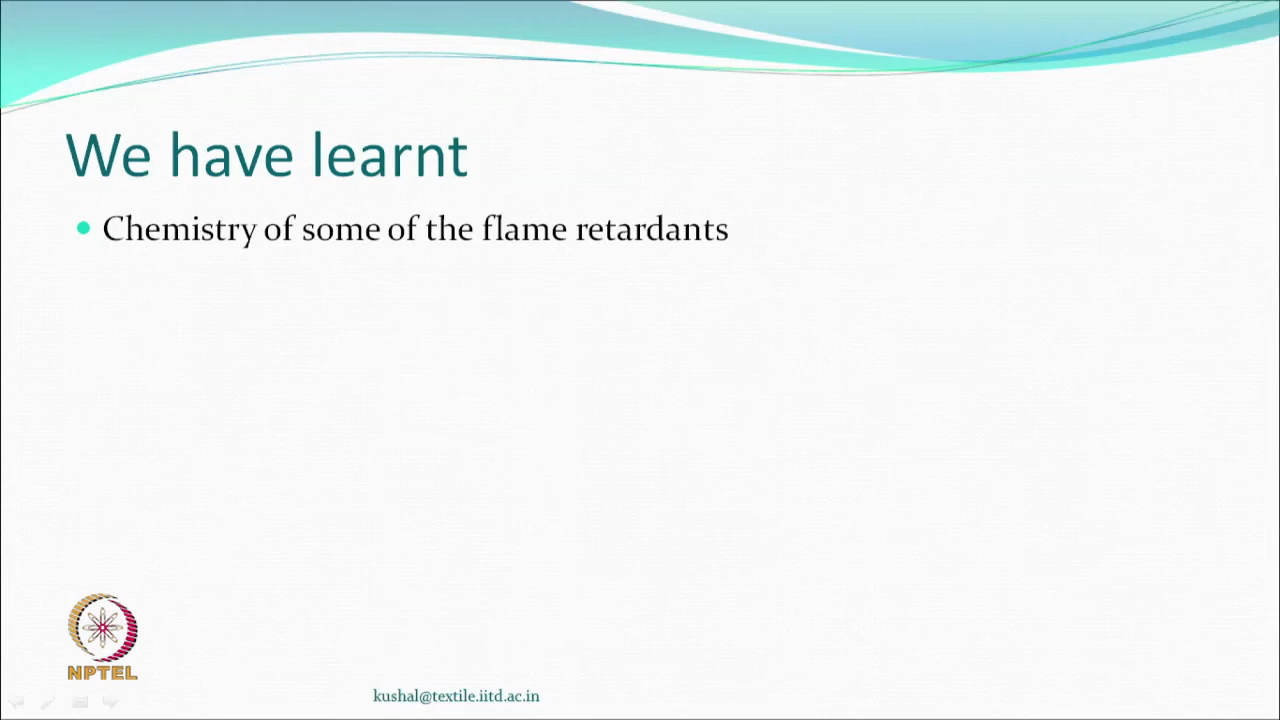 We have learnt
Chemistry of some of the flame retardants
NPTEL
kushal@textile.iitd.ac.in